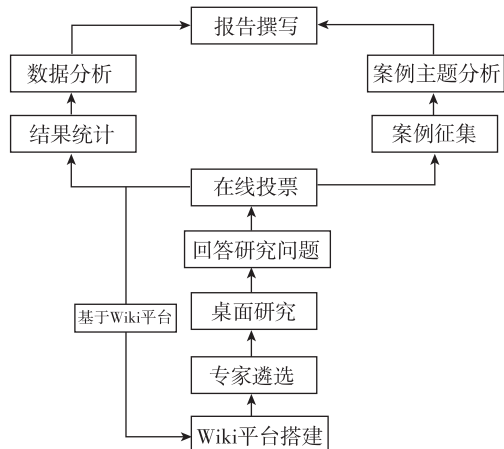 报告撰写
数据分析
案例主题分析
结果统计
案例征集
在线投票
回答研究问题
基于Wiki平台
桌面研究
专家遴选
Wiki平台搭建